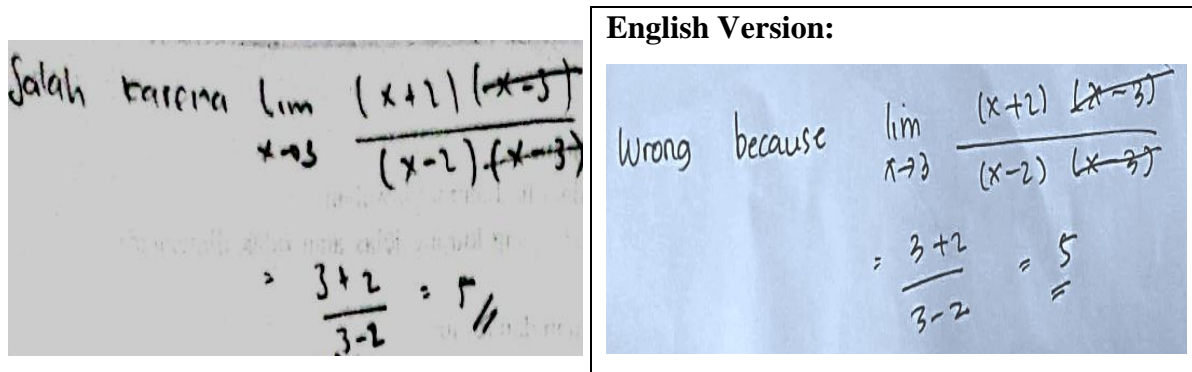 Salah karena lim (x+2) (x-3)
x→3 (x-2) (x-3)
= 3+2 = 5
3-2
English Version:
Wrong because lim (x+2) (x-3)
x→3 (x-2) (x-3)
= 3+2 = 5
3-2